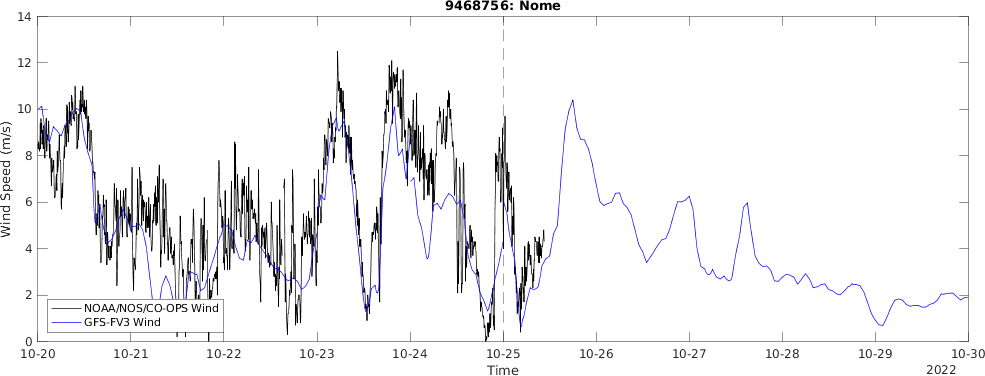 9468756: Nome
14
12
10
8
6
4
2
0
Wind Speed (m/s)
NOAA/NOS/CO-OPS Wind
GFS-FV3 Wind
10-20 10-21 10-22 10-23 10-24 10-25 10-26 10-27 10-28 10-29 10-30
Time
2022